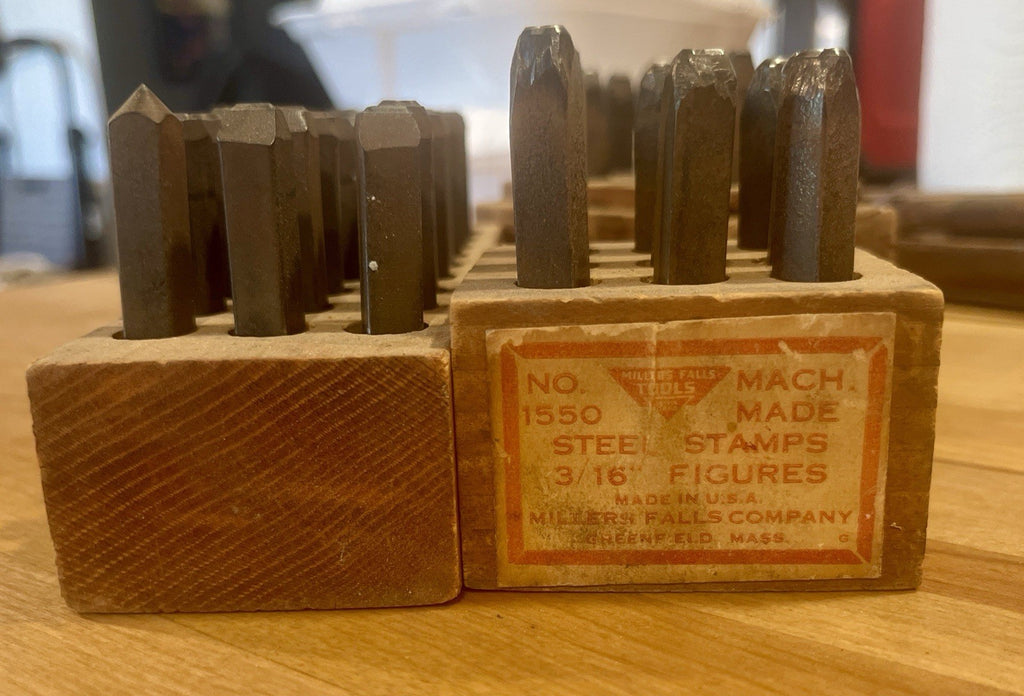 NO. MILLERS FALLS MACH.
1550 TOOLS MADE
STEEL STAMPS
3/16" FIGURES
MADE IN U.S.A.
MILLERS FALLS COMPANY
GREENFIELD, MASS. G